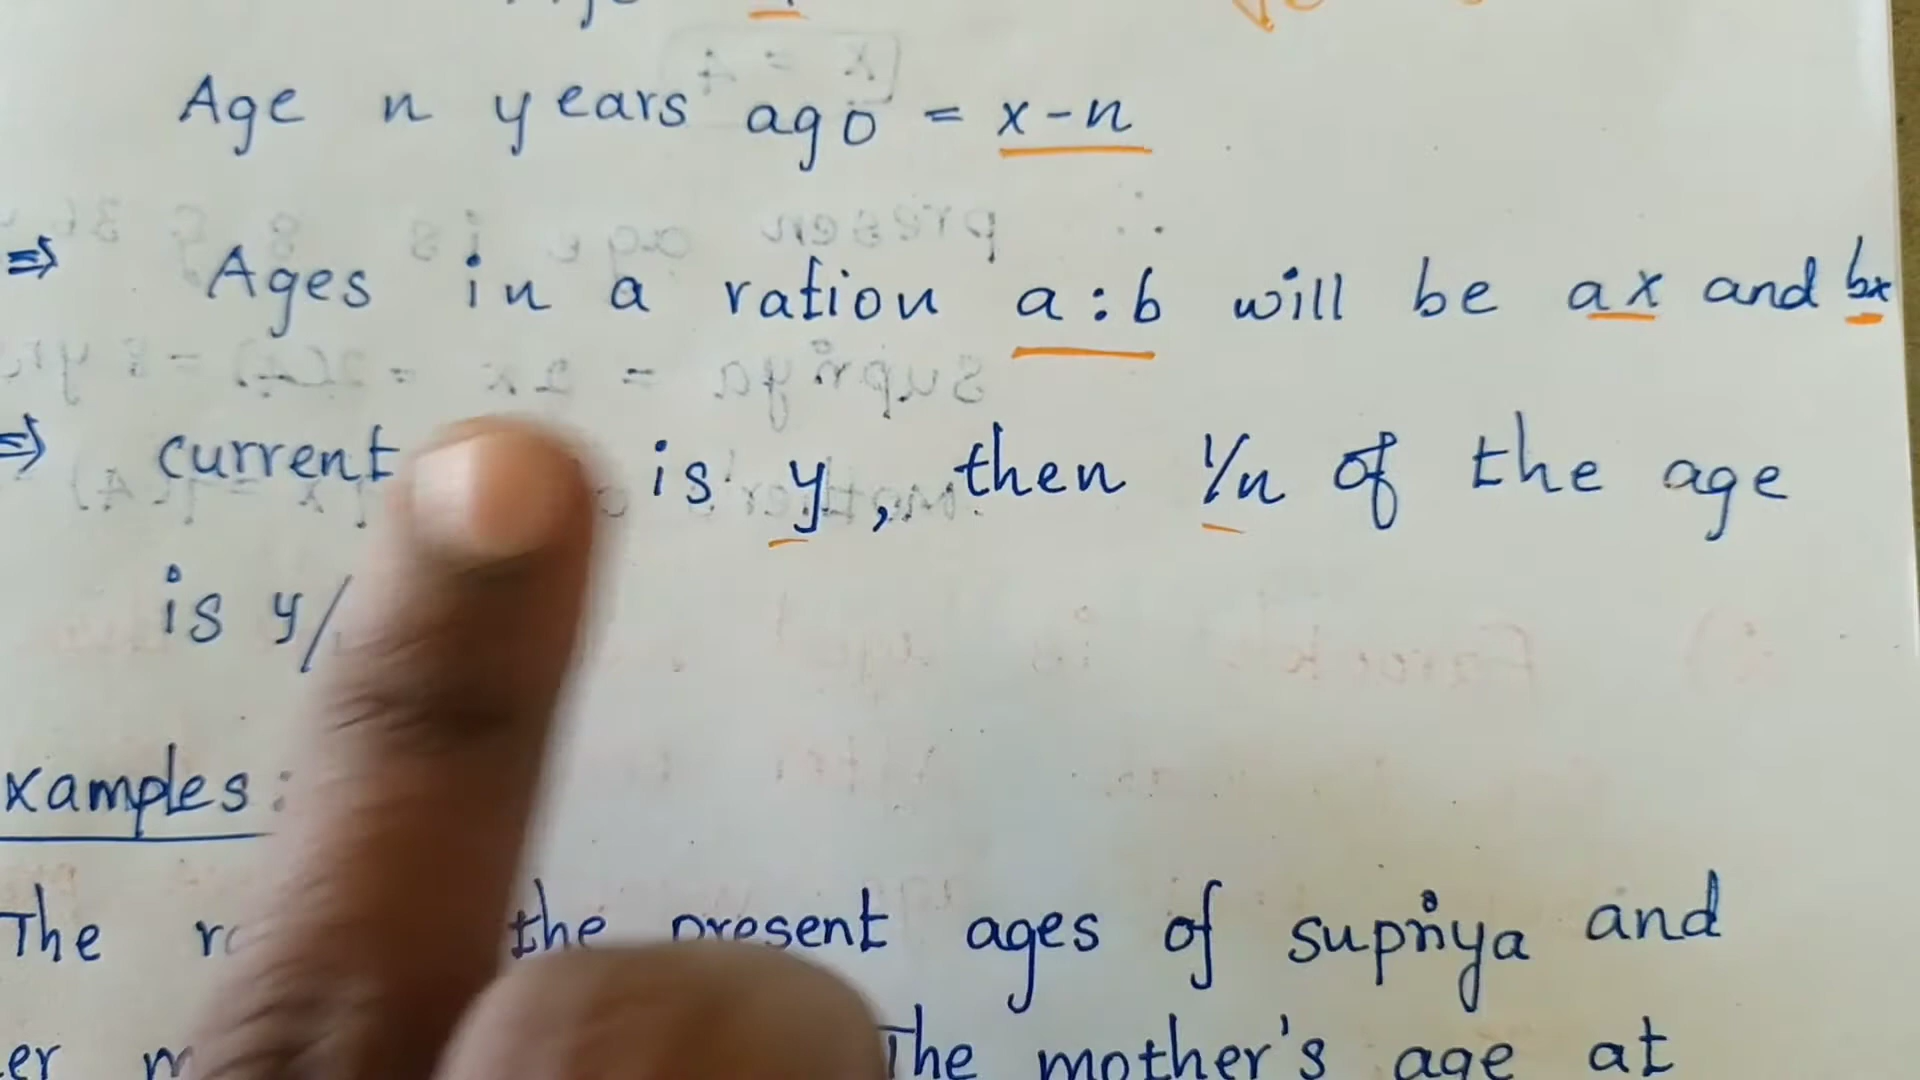 Age n years ago = x-n
⇒ Ages in a ration a:b will be ax and bx
⇒ current is y, then 1/n of the age
is y/
xamples:
The the present ages of supriya and
er The mother's age at